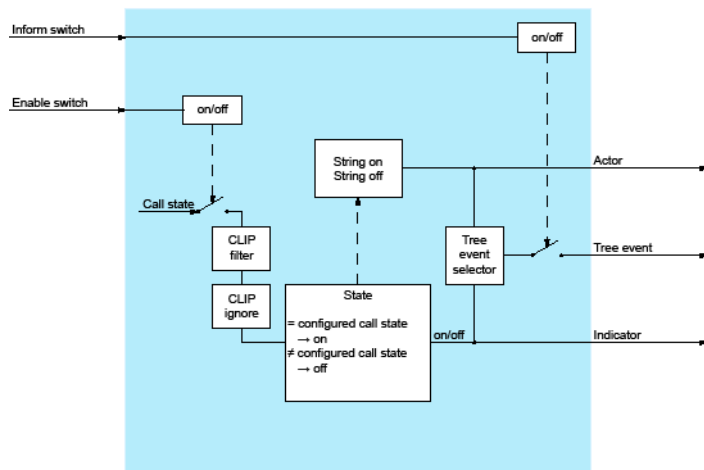 Inform switch
on/off
Enable switch
on/off
String on
String off
Actor
Call state
CLIP
filter
Tree
event
selector
Tree event
CLIP
ignore
State
= configured call state
→ on
≠ configured call state
→ off
on/off
Indicator